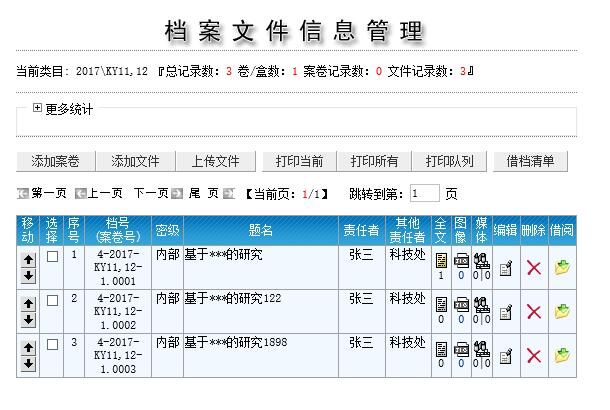 档案文件信息管理
当前类目: 2017\KY11,12 『总记录数: 3 卷/盒数: 1 案卷记录数: 0 文件记录数: 3』
更多统计
添加案卷 添加文件 上传文件 打印当前 打印所有 打印队列 借档清单
第一页 上一页 下一页 尾 页 【当前页: 1/1】 跳转到第: 1 页
移动 选择 序号 档号(案卷号) 密级 题名 责任者 其他责任者 全文 图像 媒体 编辑 删除 借阅
1 4-2017-KY11,12-1.0001 内部 基于***的研究 张三 科技处 1 0 0|0
2 4-2017-KY11,12-1.0002 内部 基于***的研究122 张三 科技处 0 0 0|0
3 4-2017-KY11,12-1.0003 内部 基于***的研究1898 张三 科技处 0 0 0|0